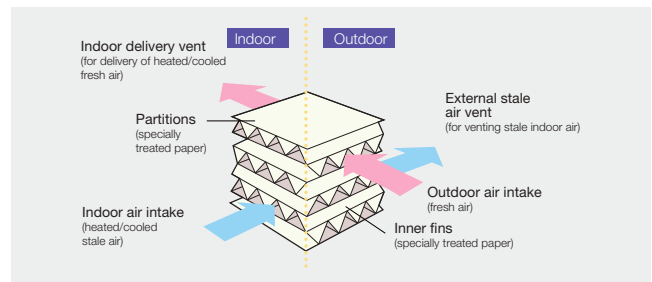 Indoor
Outdoor
Indoor delivery vent
(for delivery of heated/cooled
fresh air)
Partitions
(specially
treated paper)
External stale
air vent
(for venting stale indoor air)
Indoor air intake
(heated/cooled
stale air)
Outdoor air intake
(fresh air)
Inner fins
(specially treated paper)